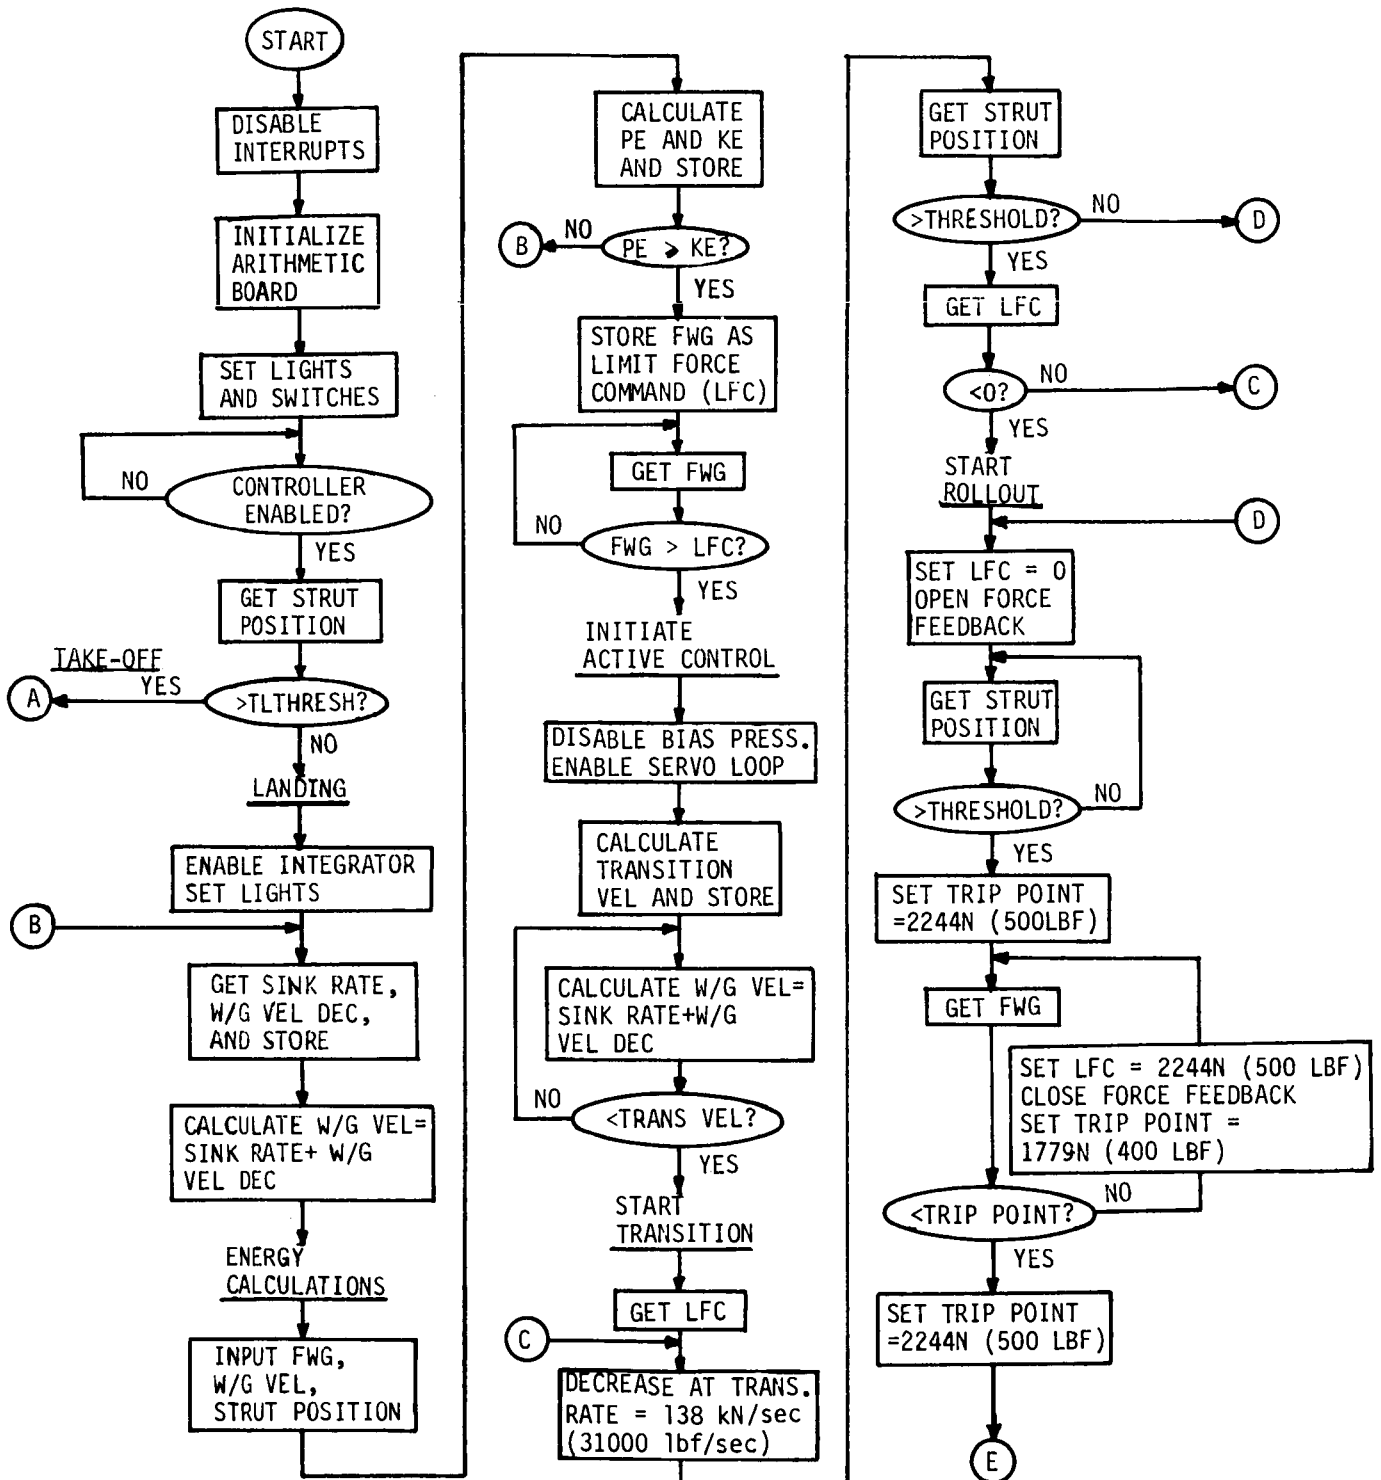 START
DISABLE
INTERRUPTS
INITIALIZE
ARITHMETIC
BOARD
SET LIGHTS
AND SWITCHES
NO
CONTROLLER
ENABLED?
YES
GET STRUT
POSITION
TAKE-OFF
YES
A
>TLTHRESH?
NO
LANDING
ENABLE INTEGRATOR
SET LIGHTS
B
GET SINK RATE,
W/G VEL DEC,
AND STORE
CALCULATE W/G VEL=
SINK RATE+ W/G
VEL DEC
ENERGY
CALCULATIONS
INPUT FWG,
W/G VEL,
STRUT POSITION
CALCULATE
PE AND KE
AND STORE
B
NO
PE > KE?
YES
STORE FWG AS
LIMIT FORCE
COMMAND (LFC)
GET FWG
NO
FWG > LFC?
YES
INITIATE
ACTIVE CONTROL
DISABLE BIAS PRESS.
ENABLE SERVO LOOP
CALCULATE
TRANSITION
VEL AND STORE
CALCULATE W/G VEL=
SINK RATE+W/G
VEL DEC
NO
<TRANS VEL?
YES
START
TRANSITION
GET LFC
C
DECREASE AT TRANS.
RATE = 138 kN/sec
(31000 lbf/sec)
GET STRUT
POSITION
>THRESHOLD?
NO
D
YES
GET LFC
<0?
NO
C
YES
START
ROLLOUT
D
SET LFC = 0
OPEN FORCE
FEEDBACK
GET STRUT
POSITION
>THRESHOLD?
NO
YES
SET TRIP POINT
=2244N (500LBF)
GET FWG
SET LFC = 2244N (500 LBF)
CLOSE FORCE FEEDBACK
SET TRIP POINT =
1779N (400 LBF)
<TRIP POINT?
NO
YES
SET TRIP POINT
=2244N (500 LBF)
E